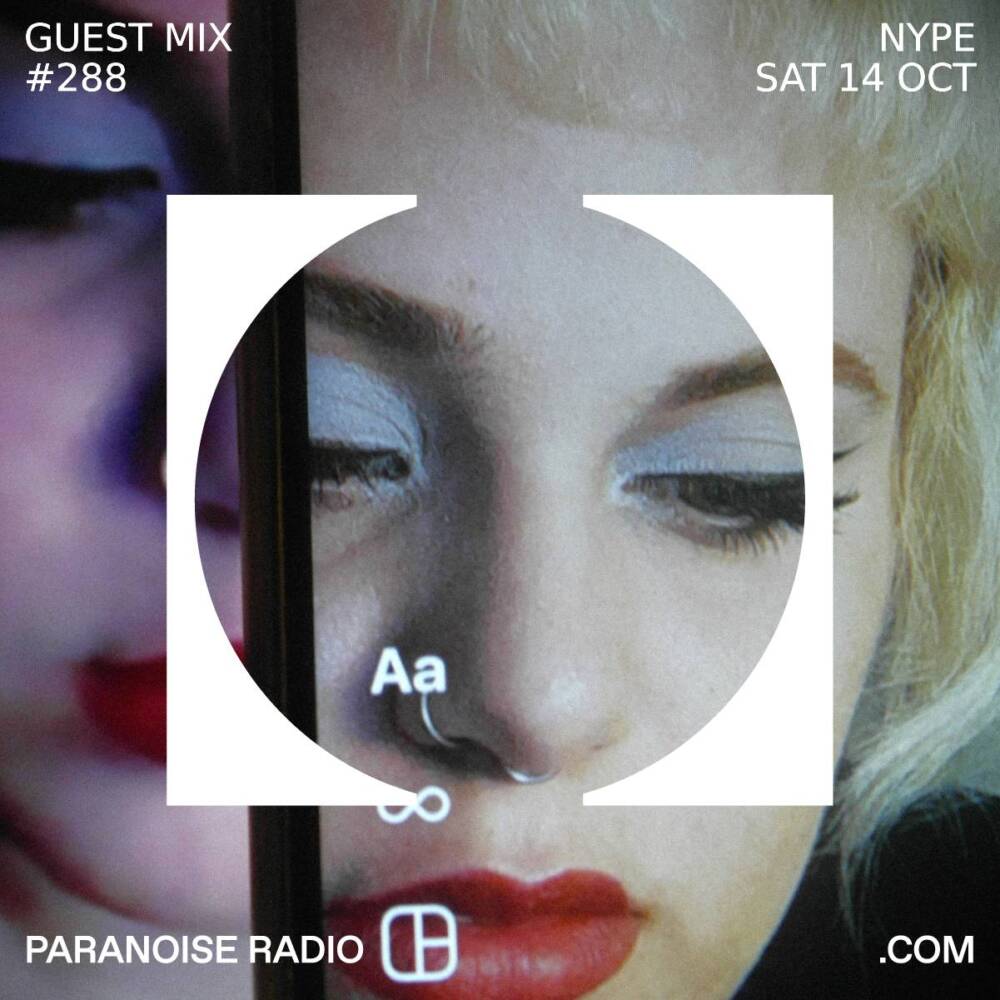 GUEST MIX
#288
NYPE
SAT 14 OCT
Aa
∞
PARANOISE RADIO
.COM